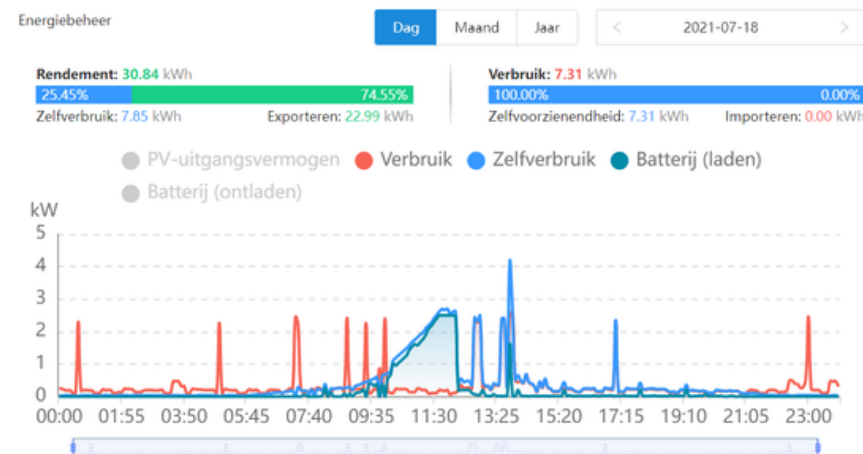 Energiebeheer
Dag Maand Jaar < 2021-07-18 >
Rendement: 30.84 kWh
25.45% 74.55%
Zelfverbruik: 7.85 kWh Exporteren: 22.99 kWh
Verbruik: 7.31 kWh
100.00% 0.00%
Zelfvoorzienendheid: 7.31 kWh Importeren: 0.00 kWh
PV-uitgangsvermogen Verbruik Zelfverbruik Batterij (laden)
Batterij (ontladen)
kW
5
4
3
2
1
0
00:00 01:55 03:50 05:45 07:40 09:35 11:30 13:25 15:20 17:15 19:10 21:05 23:00